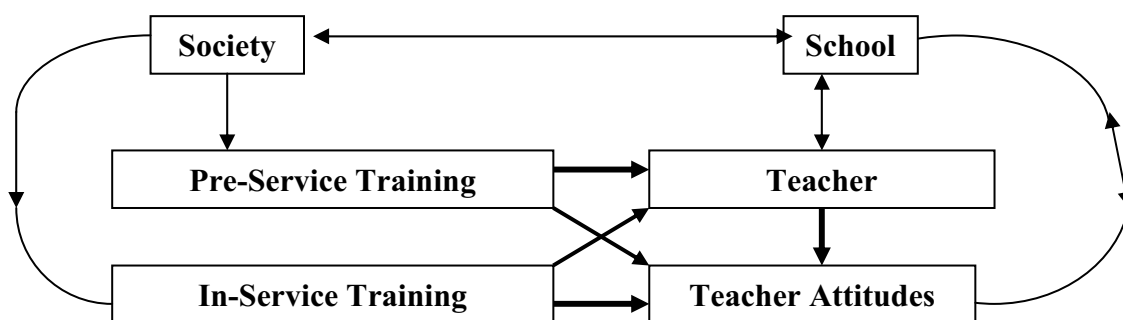 Society
School
Pre-Service Training
Teacher
In-Service Training
Teacher Attitudes